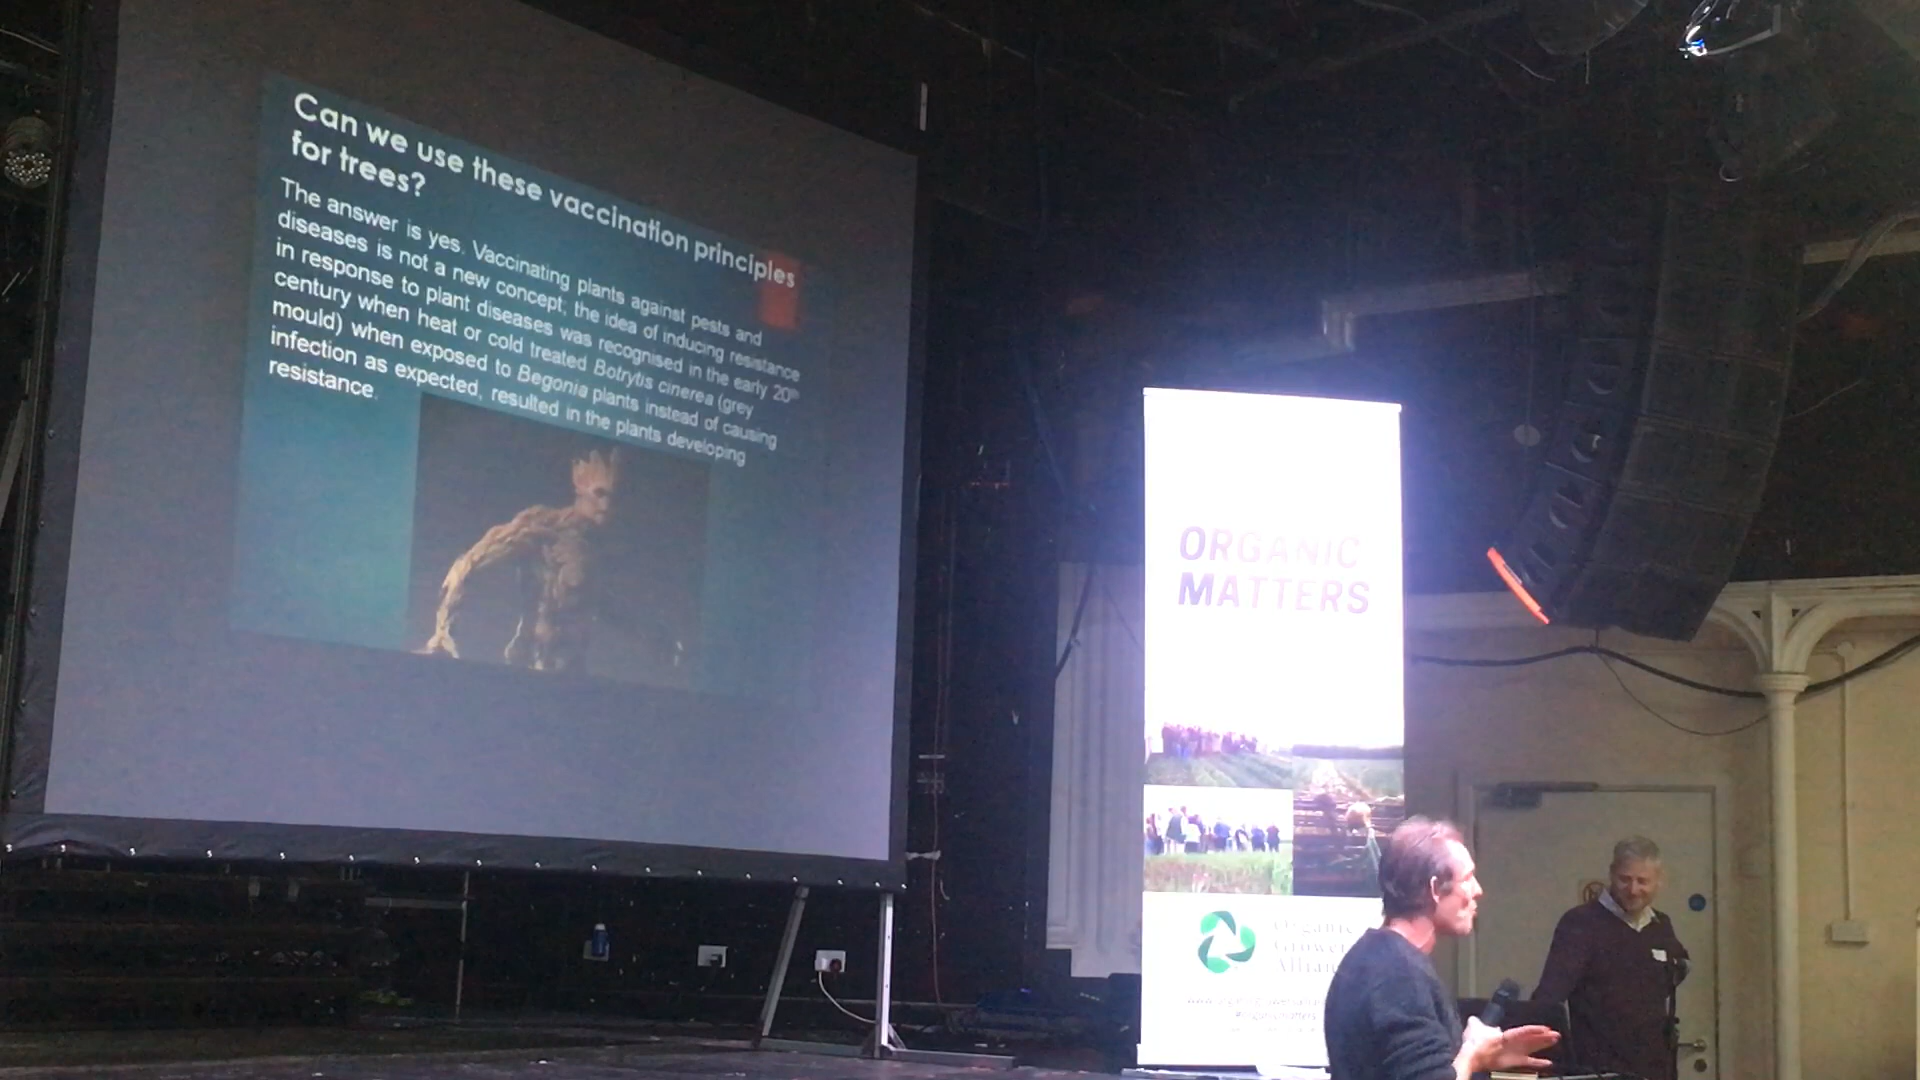 Can we use these vaccination principles
for trees?
The answer is yes. Vaccinating plants against pests and
diseases is not a new concept; the idea of inducing resistance
in response to plant diseases was recognised in the early 20th
century when heat or cold treated Botrytis cinerea (grey
mould) when exposed to Begonia plants instead of causing
infection as expected, resulted in the plants developing
resistance.
ORGANIC
MATTERS
Organic